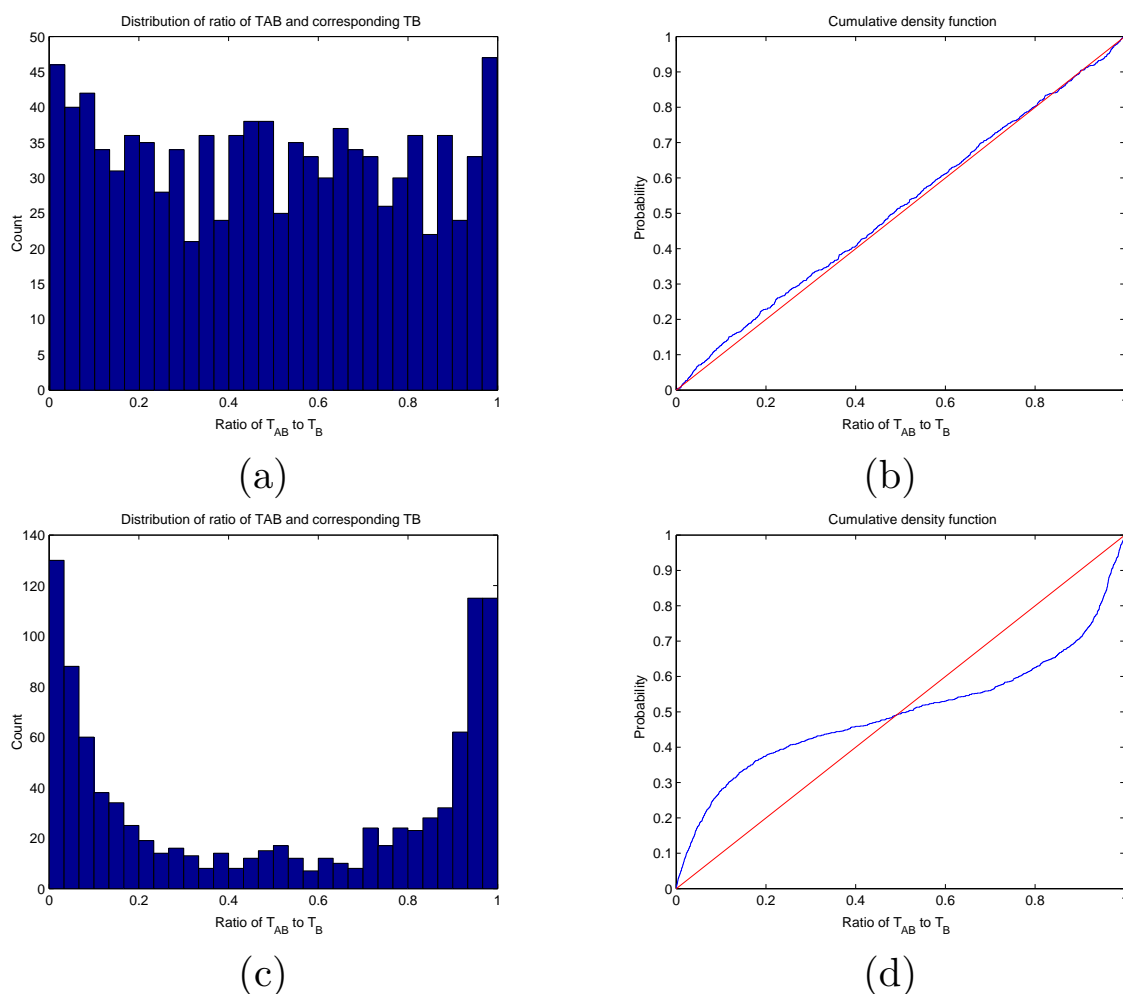 Distribution of ratio of TAB and corresponding TB
50
45
40
35
30
25
20
15
10
5
0
Count
0 0.2 0.4 0.6 0.8 1
Ratio of T_AB to T_B
(a)
Cumulative density function
1
0.9
0.8
0.7
0.6
0.5
0.4
0.3
0.2
0.1
0
Probability
0 0.2 0.4 0.6 0.8 1
Ratio of T_AB to T_B
(b)
Distribution of ratio of TAB and corresponding TB
140
120
100
80
60
40
20
0
Count
0 0.2 0.4 0.6 0.8 1
Ratio of T_AB to T_B
(c)
Cumulative density function
1
0.9
0.8
0.7
0.6
0.5
0.4
0.3
0.2
0.1
0
Probability
0 0.2 0.4 0.6 0.8 1
Ratio of T_AB to T_B
(d)